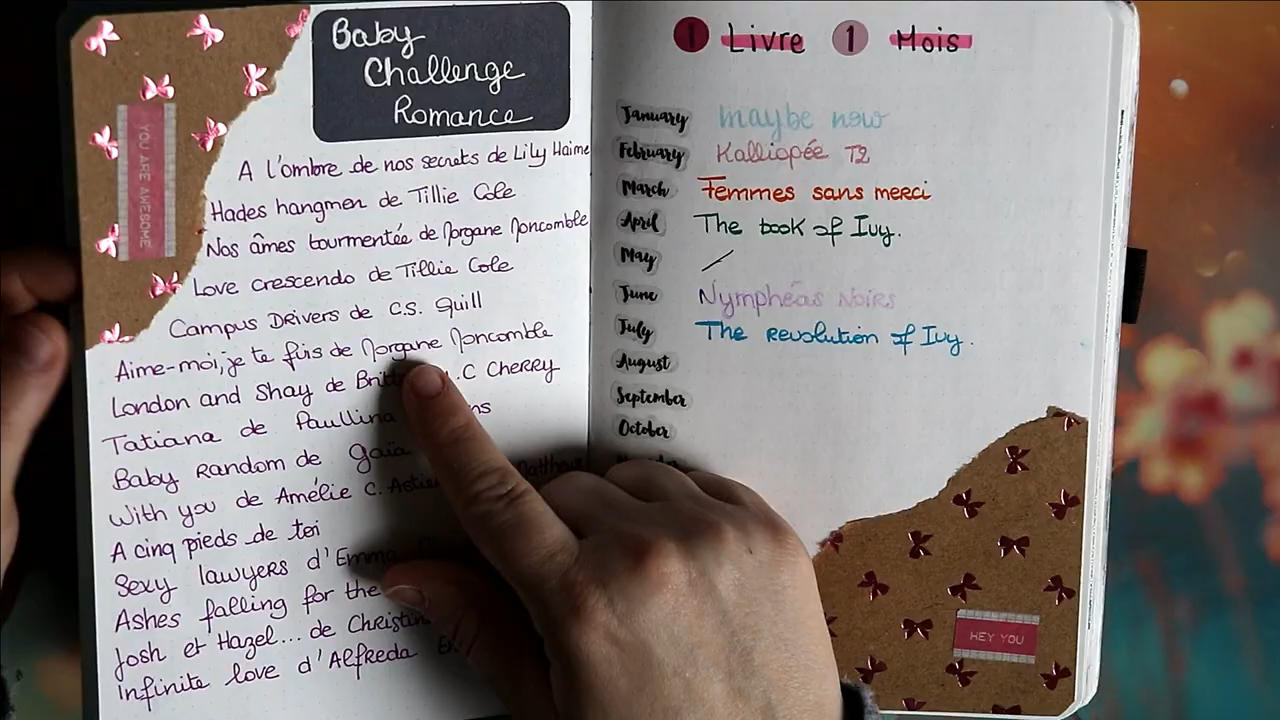 Baby
Challenge
Romance
YOU ARE AWESOME
A l'ombre de nos secrets de Lily Haime
Hades hangmen de Tillie Cole
Nos âmes tourmentée de Morgane Moncomble
Love crescendo de Tillie Cole
Campus Drivers de C.S. Quill
Aime-moi, je te fuis de Morgane Moncomble
London and Shay de .C Cherry
Tatiana de Paullina
Baby Random de Gaïa
With you de Amélie C.
A cinq pieds de toi
Sexy lawyers d'Emma
Ashes falling for the
Josh et Hazel... de
Infinite love d'Alfreda
1 Livre 1 Mois
January maybe now
February Kalliopée T2
March Femmes sans merci
April The book of Ivy.
May /
June Nymphéas Noirs
July The revolution of Ivy.
August
September
October
HEY YOU